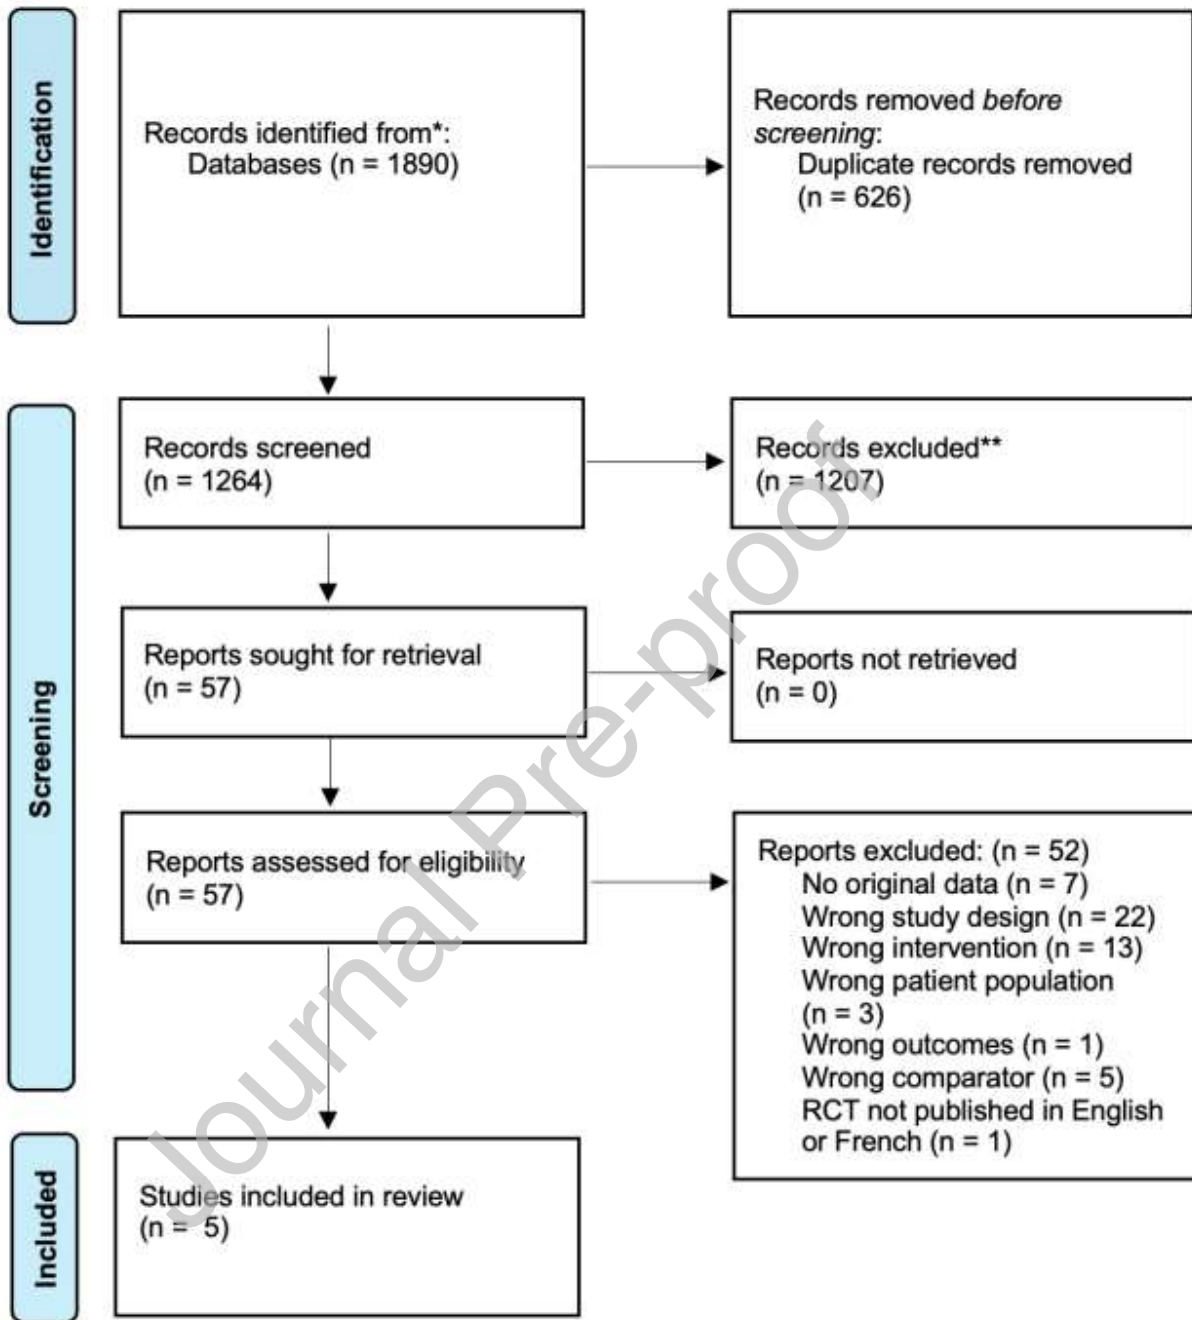 Identification
Records identified from*:
Databases (n = 1890)
Records removed before
screening:
Duplicate records removed
(n = 626)
Screening
Records screened
(n = 1264)
Records excluded**
(n = 1207)
Reports sought for retrieval
(n = 57)
Reports not retrieved
(n = 0)
Reports assessed for eligibility
(n = 57)
Reports excluded: (n = 52)
No original data (n = 7)
Wrong study design (n = 22)
Wrong intervention (n = 13)
Wrong patient population
(n = 3)
Wrong outcomes (n = 1)
Wrong comparator (n = 5)
RCT not published in English
or French (n = 1)
Included
Studies included in review
(n = 5)
Journal Pre-proof